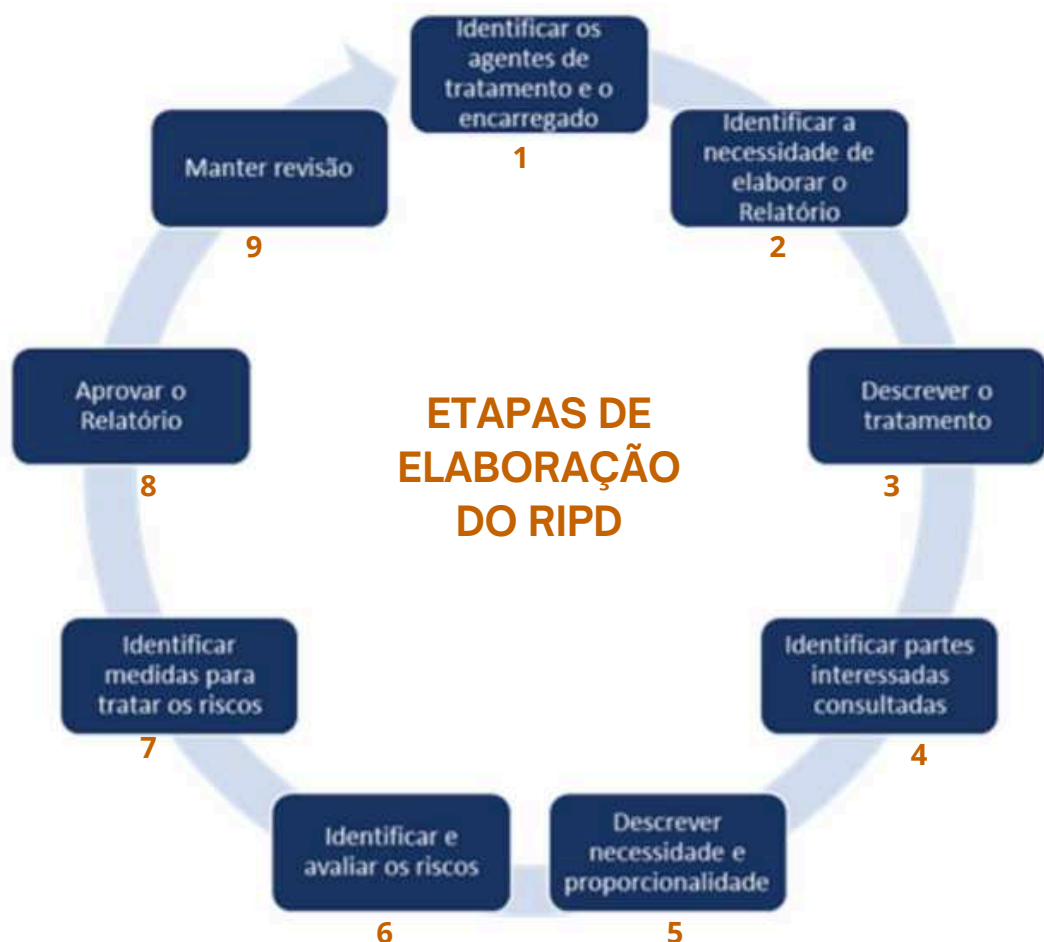 Identificar os
agentes de
tratamento e o
encarregado
1
Identificar a
necessidade de
elaborar o
Relatório
2
Descrever o
tratamento
3
Identificar partes
interessadas
consultadas
4
Descrever
necessidade e
proporcionalidade
5
Identificar e
avaliar os riscos
6
Identificar
medidas para
tratar os riscos
7
Aprovar o
Relatório
8
Manter revisão
9
ETAPAS DE
ELABORAÇÃO
DO RIPD